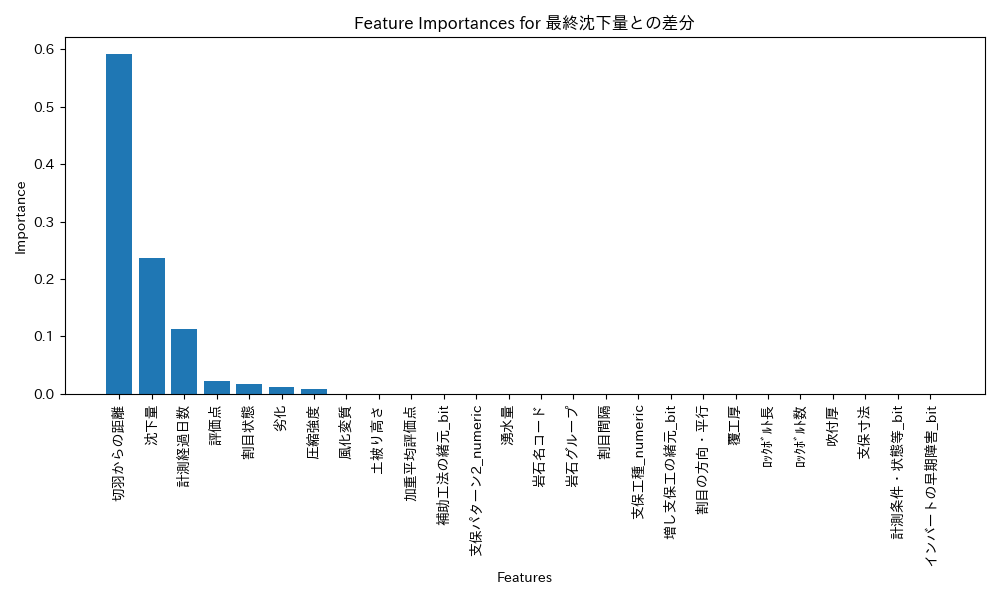 Feature Importances for 最終沈下量との差分
Importance
0.6
0.5
0.4
0.3
0.2
0.1
0.0
切羽からの距離
沈下量
計測経過日数
評価点
割目状態
劣化
圧縮強度
風化変質
土被り高さ
加重平均評価点
補助工法の緒元_bit
支保パターン2_numeric
湧水量
岩石名コード
岩石グループ
割目間隔
支保工種_numeric
増し支保工の緒元_bit
割目の方向・平行
覆工厚
ﾛｯｸﾎﾞﾙﾄ長
ﾛｯｸﾎﾞﾙﾄ数
吹付厚
支保寸法
計測条件・状態等_bit
インバートの早期障害_bit
Features